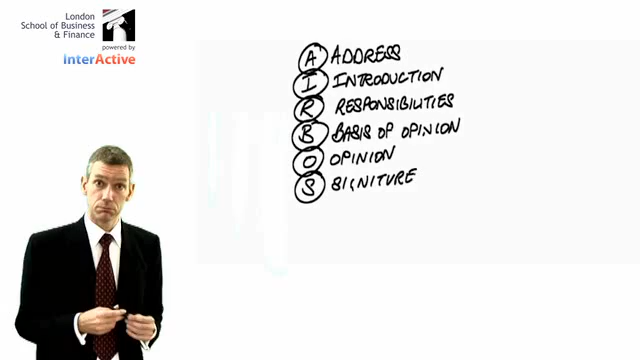 London
School of Business
& Finance
powered by
InterActive
A ADDRESS
I INTRODUCTION
R RESPONSIBILITIES
B BASIS OF OPINION
O OPINION
S SIGNITURE